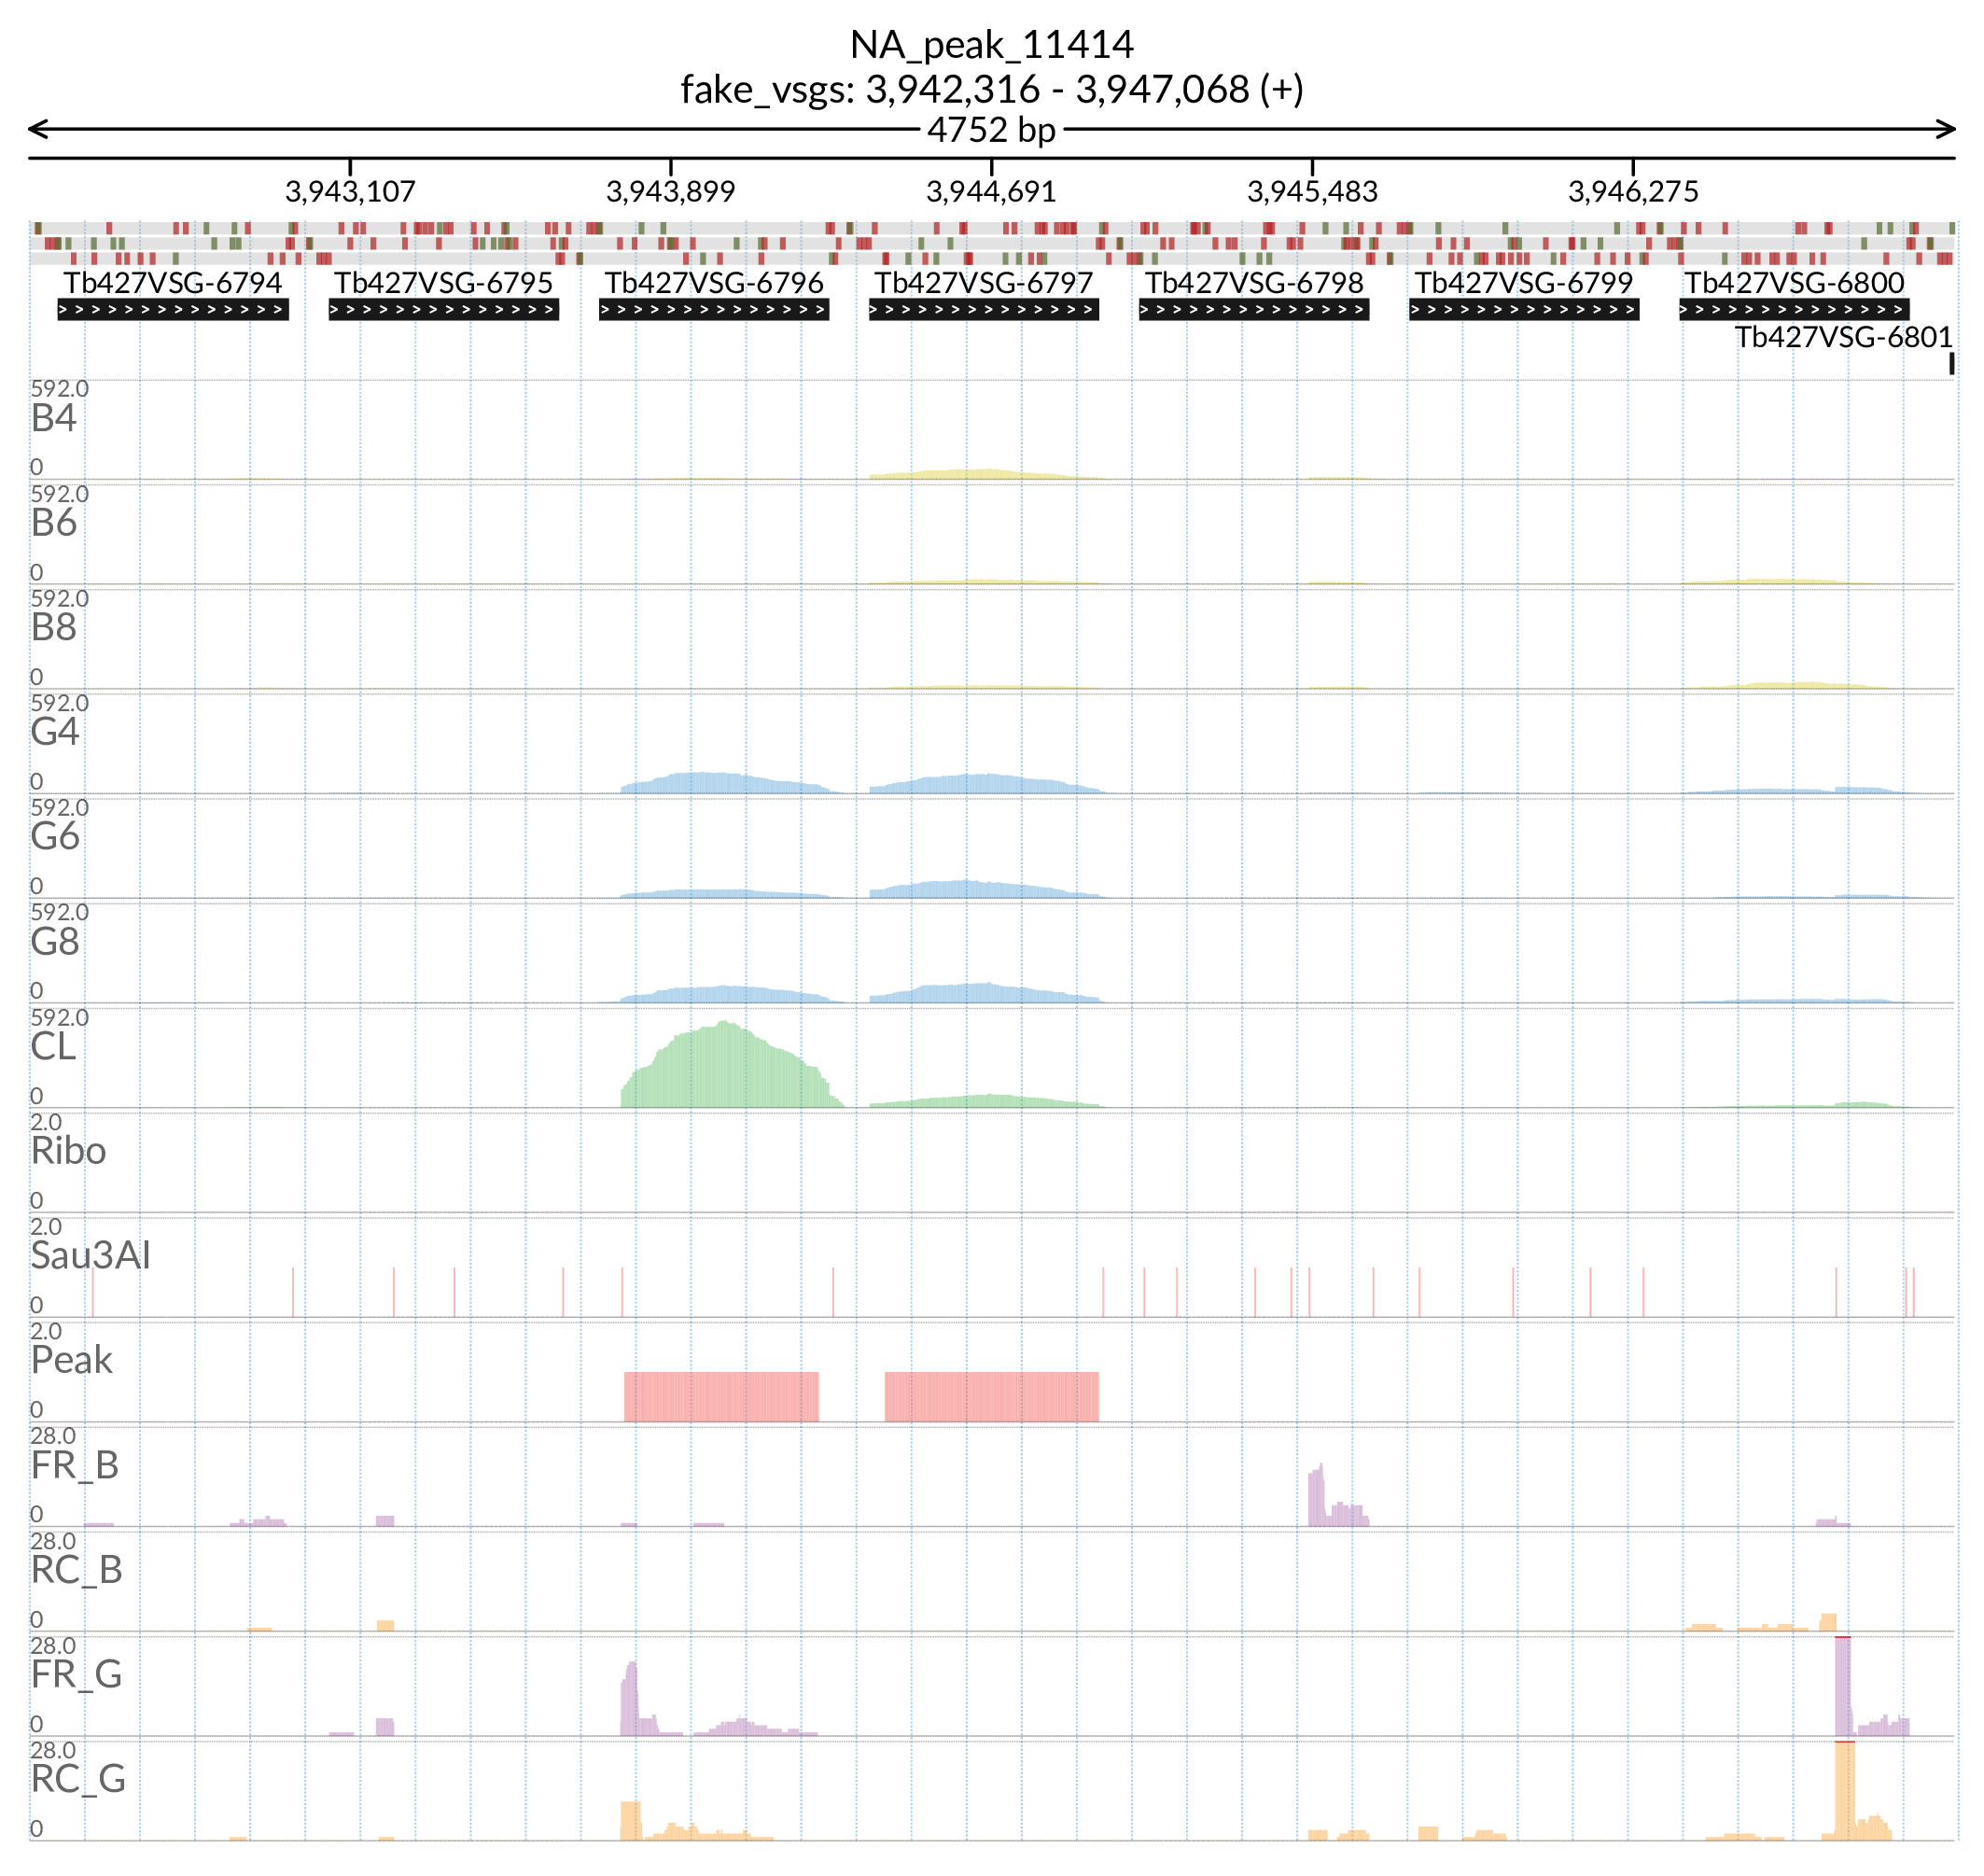 NA_peak_11414
fake_vsgs: 3,942,316 - 3,947,068 (+)
4752 bp
3,943,107 3,943,899 3,944,691 3,945,483 3,946,275
Tb427VSG-6794 Tb427VSG-6795 Tb427VSG-6796 Tb427VSG-6797 Tb427VSG-6798 Tb427VSG-6799 Tb427VSG-6800
Tb427VSG-6801
592.0
B4
0
592.0
B6
0
592.0
B8
0
592.0
G4
0
592.0
G6
0
592.0
G8
0
592.0
CL
0
2.0
Ribo
0
2.0
Sau3AI
0
2.0
Peak
0
28.0
FR_B
0
28.0
RC_B
0
28.0
FR_G
0
28.0
RC_G
0